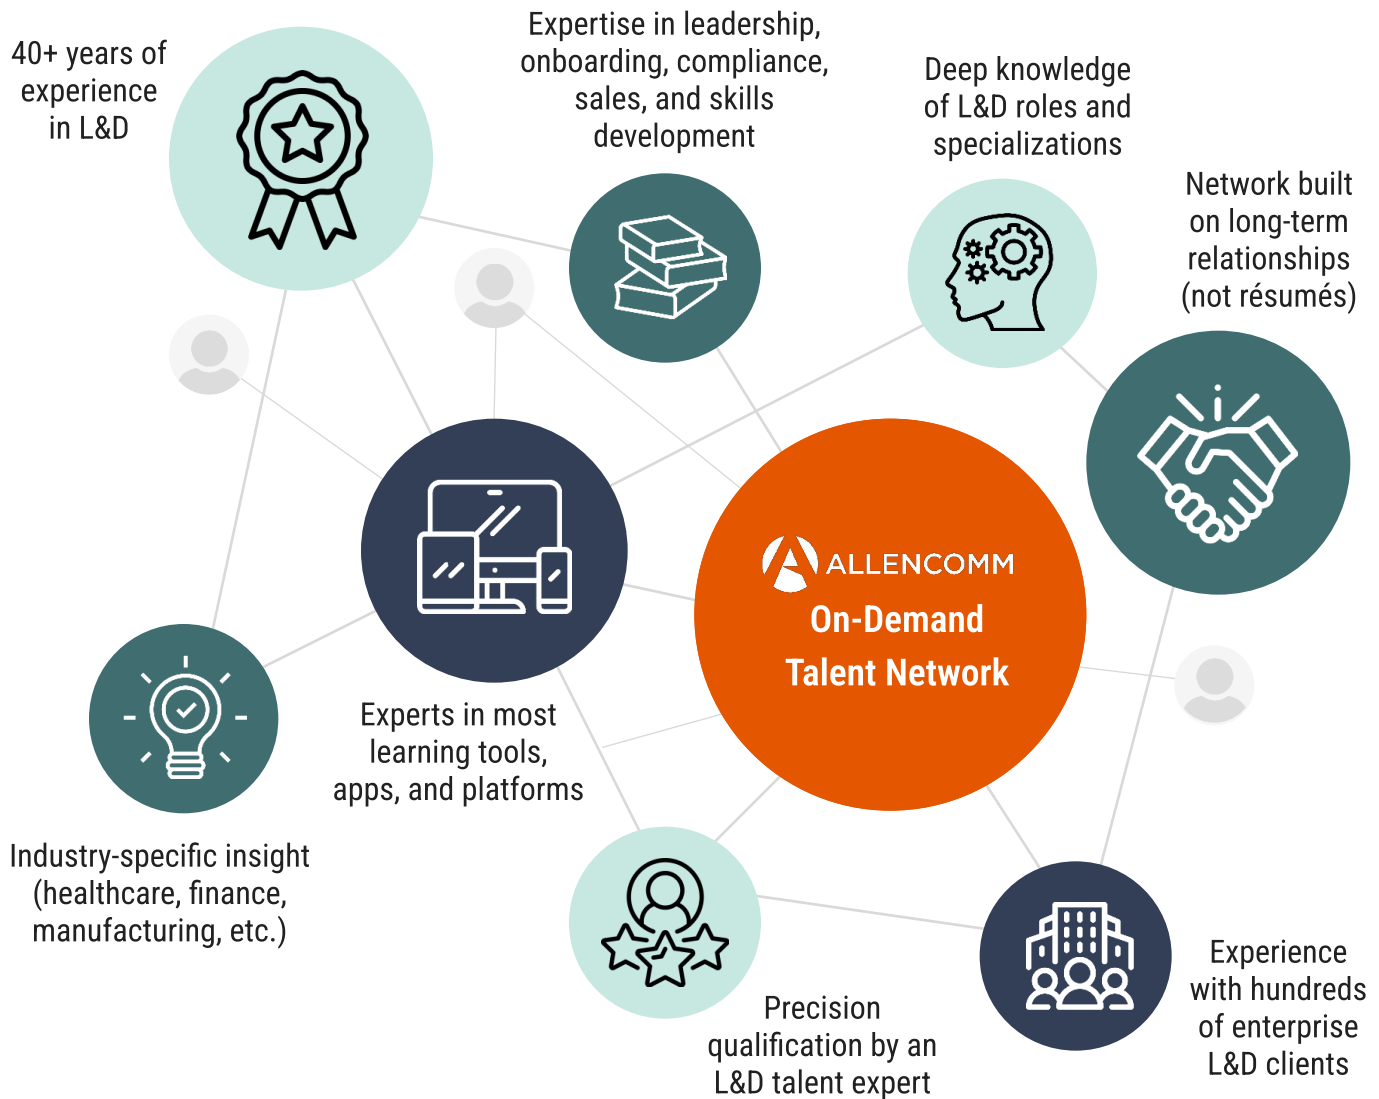 40+ years of
experience
in L&D
Expertise in leadership,
onboarding, compliance,
sales, and skills
development
Deep knowledge
of L&D roles and
specializations
Network built
on long-term
relationships
(not résumés)
ALLENCOMM
On-Demand
Talent Network
Experts in most
learning tools,
apps, and platforms
Industry-specific insight
(healthcare, finance,
manufacturing, etc.)
Precision
qualification by an
L&D talent expert
Experience
with hundreds
of enterprise
L&D clients